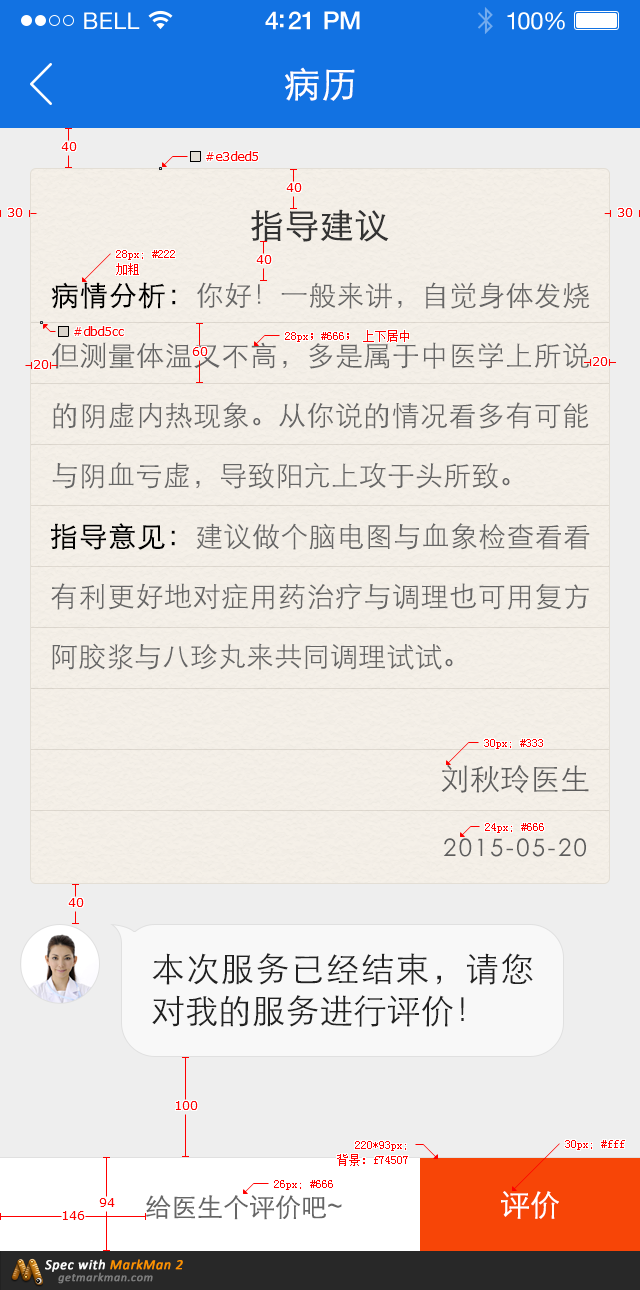 BELL 4:21 PM 100%
病历
40
#e3ded5
40
30
30
指导建议
28px; #222
加粗
40
病情分析：你好！一般来讲，自觉身体发烧
#dbd5cc
28px；#666； 上下居中
60
20
20
但测量体温又不高，多是属于中医学上所说
的阴虚内热现象。从你说的情况看多有可能
与阴血亏虚，导致阳亢上攻于头所致。
指导意见：建议做个脑电图与血象检查看看
有利更好地对症用药治疗与调理也可用复方
阿胶浆与八珍丸来共同调理试试。
30px; #333
刘秋玲医生
24px; #666
2015-05-20
40
本次服务已经结束，请您
对我的服务进行评价！
100
220*93px;
背景：f74507
30px; #fff
26px; #666
94
146
给医生个评价吧~
评价
Spec with MarkMan 2
getmarkman.com